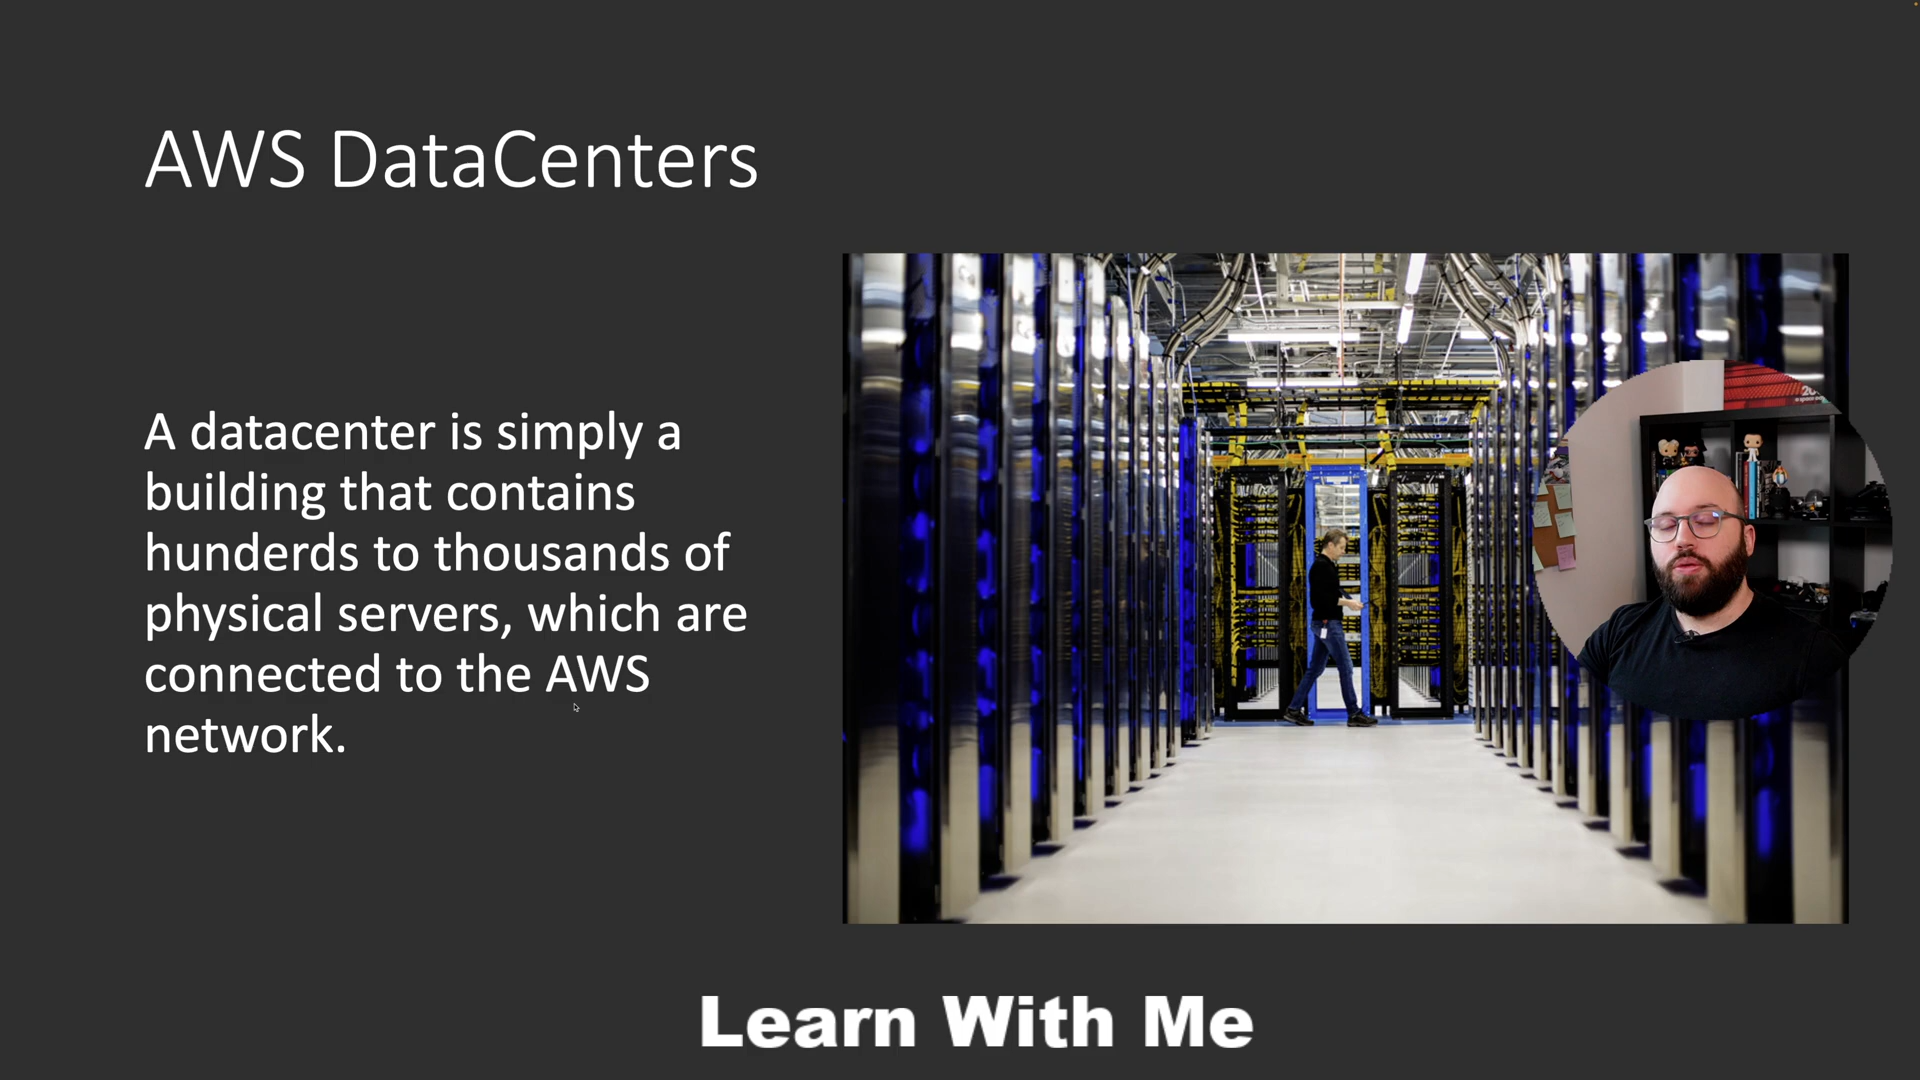 AWS DataCenters
A datacenter is simply a
building that contains
hunderds to thousands of
physical servers, which are
connected to the AWS
network.
Learn With Me